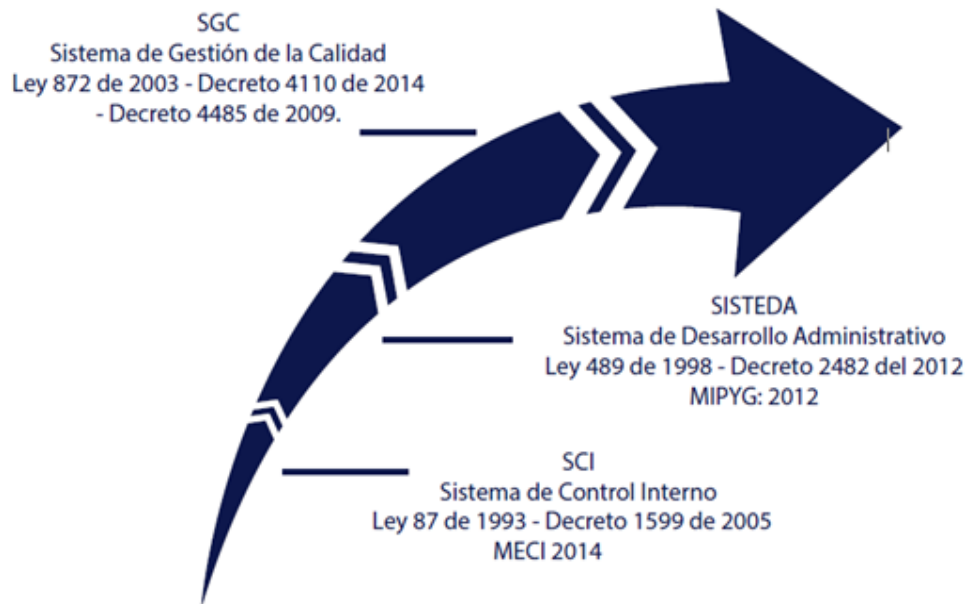 SGC
Sistema de Gestión de la Calidad
Ley 872 de 2003 - Decreto 4110 de 2014
- Decreto 4485 de 2009.
SISTEDA
Sistema de Desarrollo Administrativo
Ley 489 de 1998 - Decreto 2482 del 2012
MIPYG: 2012
SCI
Sistema de Control Interno
Ley 87 de 1993 - Decreto 1599 de 2005
MECI 2014